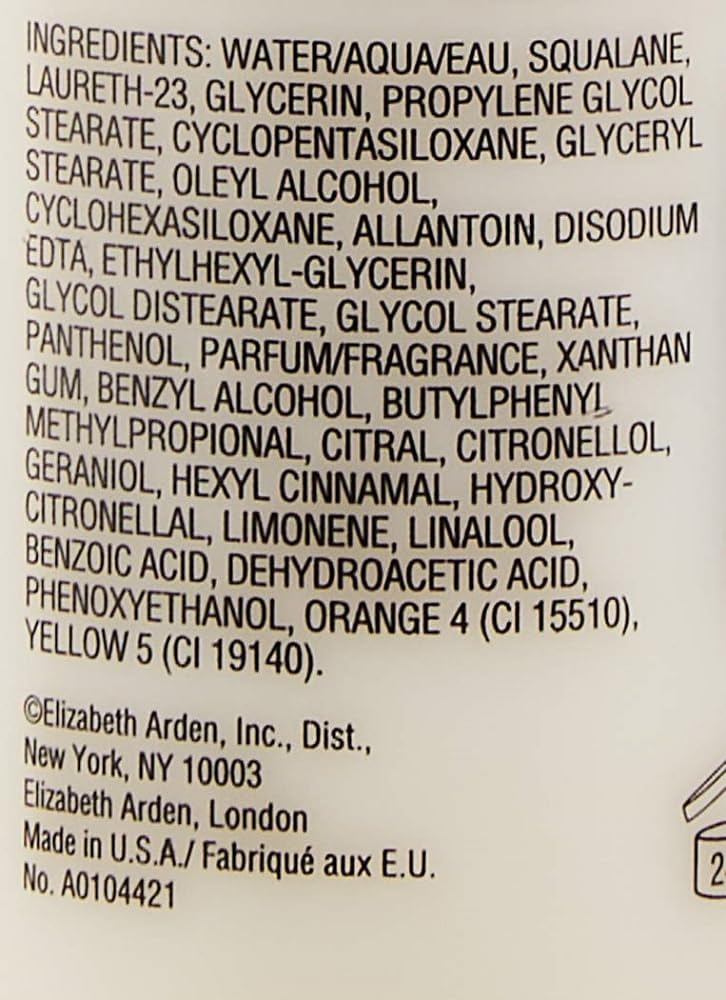 INGREDIENTS: WATER/AQUA/EAU, SQUALANE,
LAURETH-23, GLYCERIN, PROPYLENE GLYCOL
STEARATE, CYCLOPENTASILOXANE, GLYCERYL
STEARATE, OLEYL ALCOHOL,
CYCLOHEXASILOXANE, ALLANTOIN, DISODIUM
EDTA, ETHYLHEXYL-GLYCERIN,
GLYCOL DISTEARATE, GLYCOL STEARATE,
PANTHENOL, PARFUM/FRAGRANCE, XANTHAN
GUM, BENZYL ALCOHOL, BUTYLPHENYL
METHYLPROPIONAL, CITRAL, CITRONELLOL,
GERANIOL, HEXYL CINNAMAL, HYDROXY-
CITRONELLAL, LIMONENE, LINALOOL,
BENZOIC ACID, DEHYDROACETIC ACID,
PHENOXYETHANOL, ORANGE 4 (CI 15510),
YELLOW 5 (CI 19140).
©Elizabeth Arden, Inc., Dist.,
New York, NY 10003
Elizabeth Arden, London
Made in U.S.A./ Fabriqué aux E.U.
No. A0104421